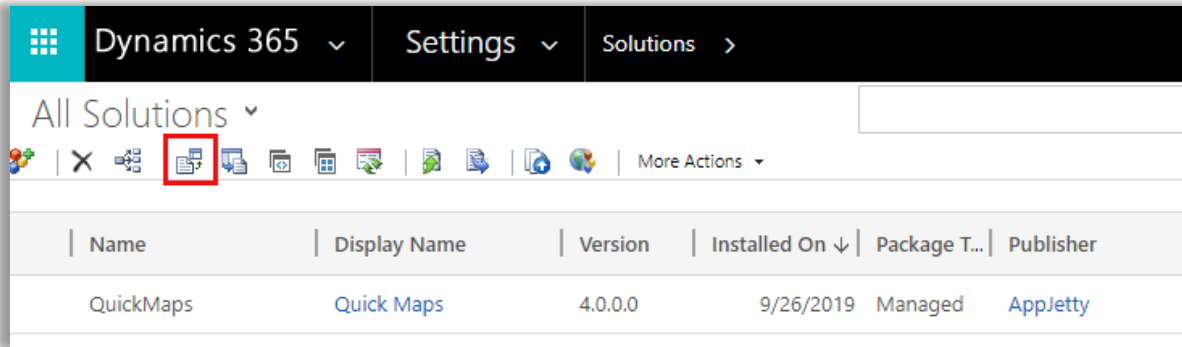 Dynamics 365 Settings Solutions
All Solutions
More Actions
Name Display Name Version Installed On Package T... Publisher
QuickMaps Quick Maps 4.0.0.0 9/26/2019 Managed AppJetty